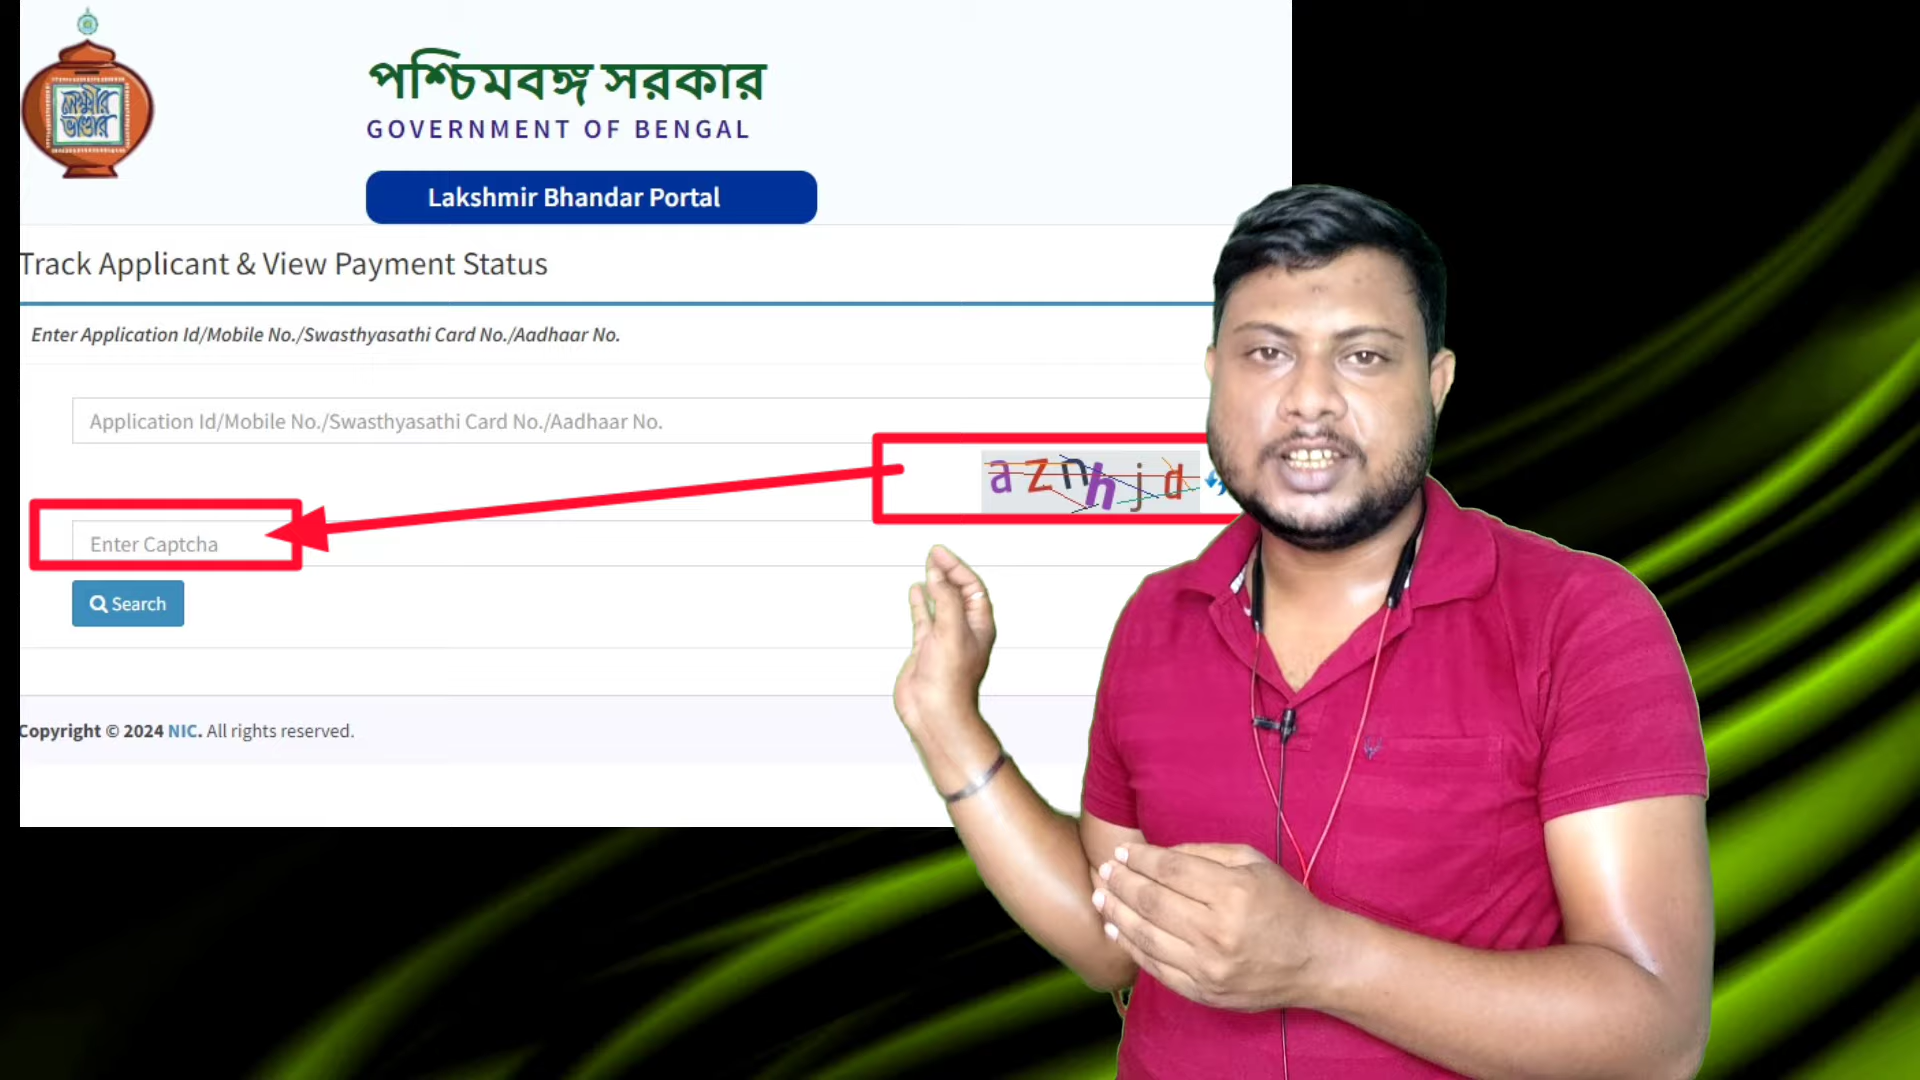 লক্ষ্মীর
ভাণ্ডার
পশ্চিমবঙ্গ সরকার
GOVERNMENT OF BENGAL
Lakshmir Bhandar Portal
Track Applicant & View Payment Status
Enter Application Id/Mobile No./Swasthyasathi Card No./Aadhaar No.
Application Id/Mobile No./Swasthyasathi Card No./Aadhaar No.
a z n h j d
Enter Captcha
Search
Copyright © 2024 NIC. All rights reserved.